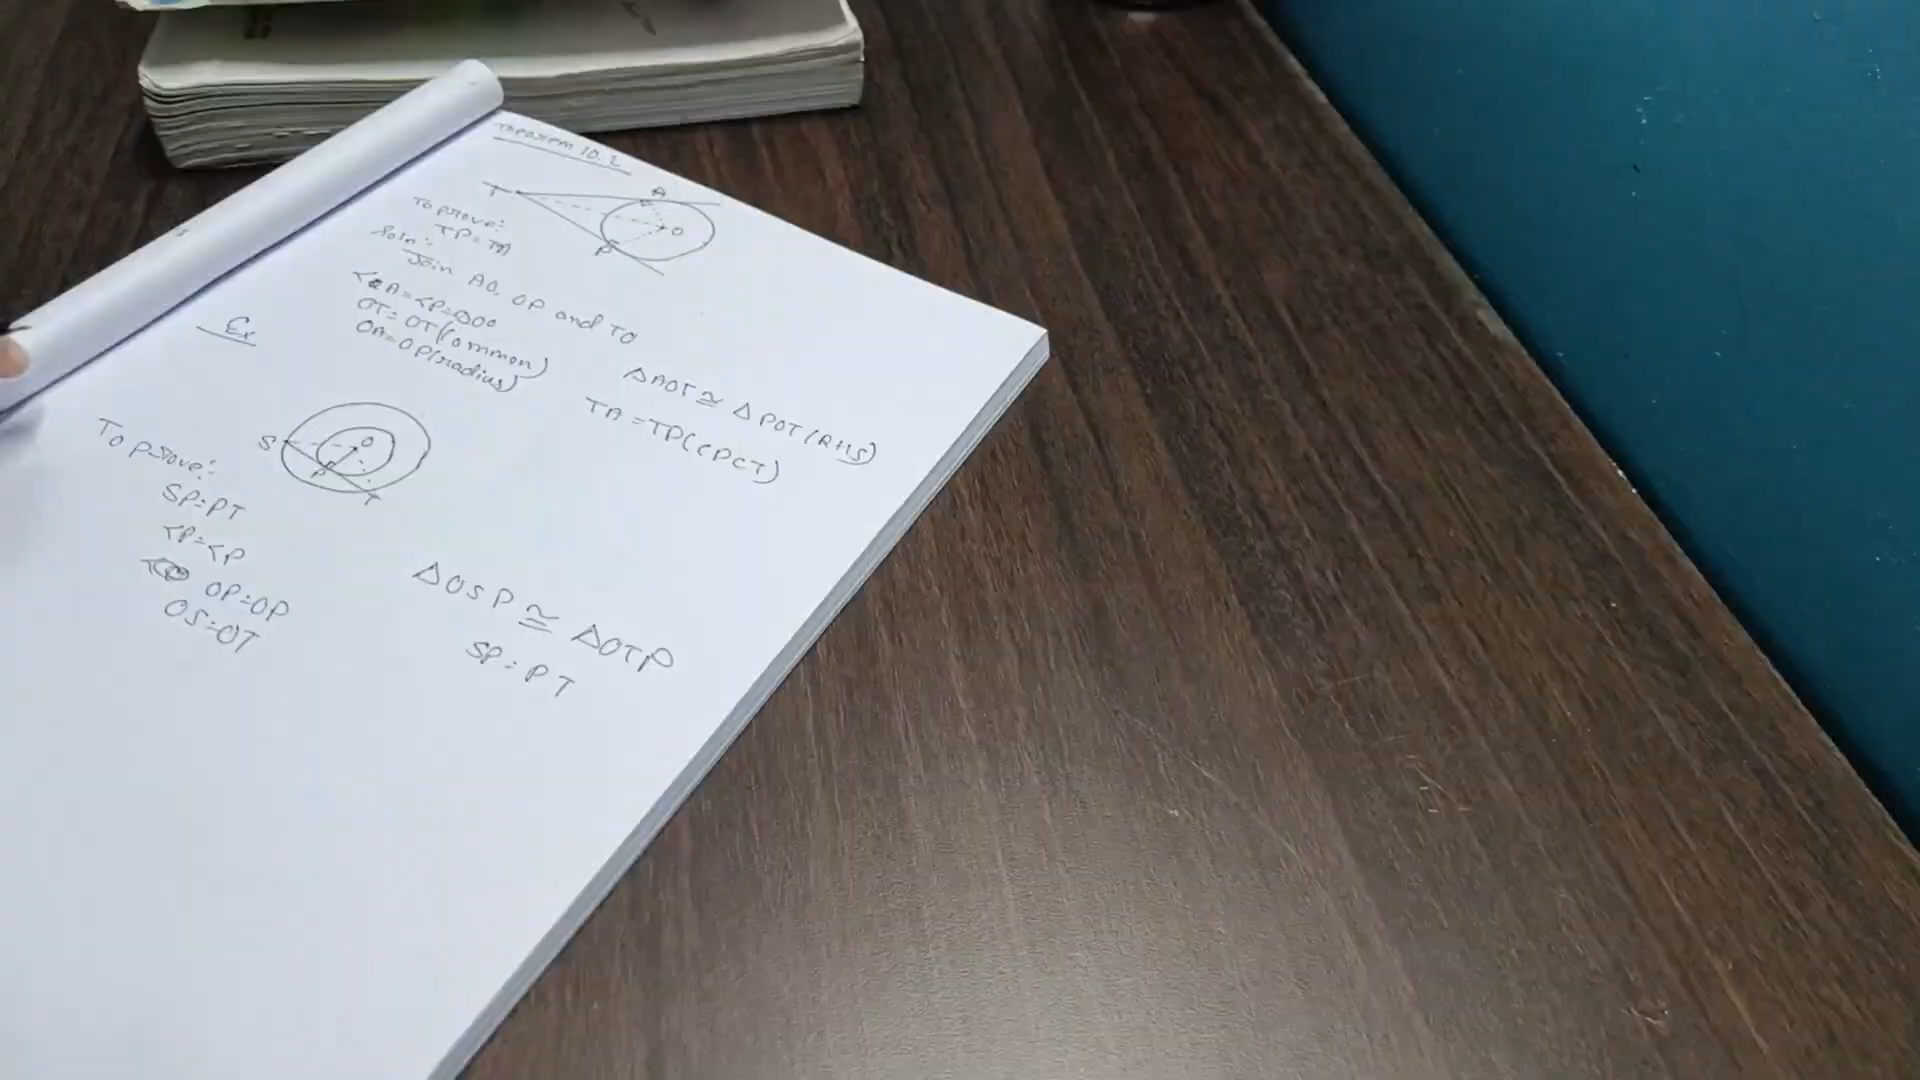 Theorem 10.2
T
A
O
P
To prove:
TP = TA
Soln:-
Join AO, OP and TO
<A = <P = 90°
OT = OT (common)
OA = OP (radius)
ΔAOT ≅ ΔPOT (RHS)
TA = TP (CPCT)
Ex
S
O
P
T
To prove:
SP = PT
<P = <P
OP = OP
OS = OT
ΔOSP ≅ ΔOTP
SP = PT